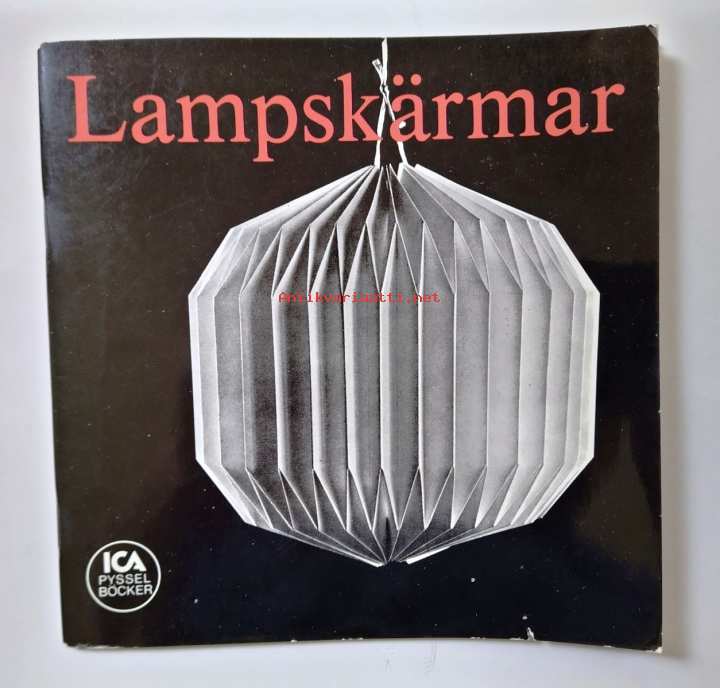 Lampskärmar
Antikvariaatti.net
ICA
PYSSEL
BÖCKER